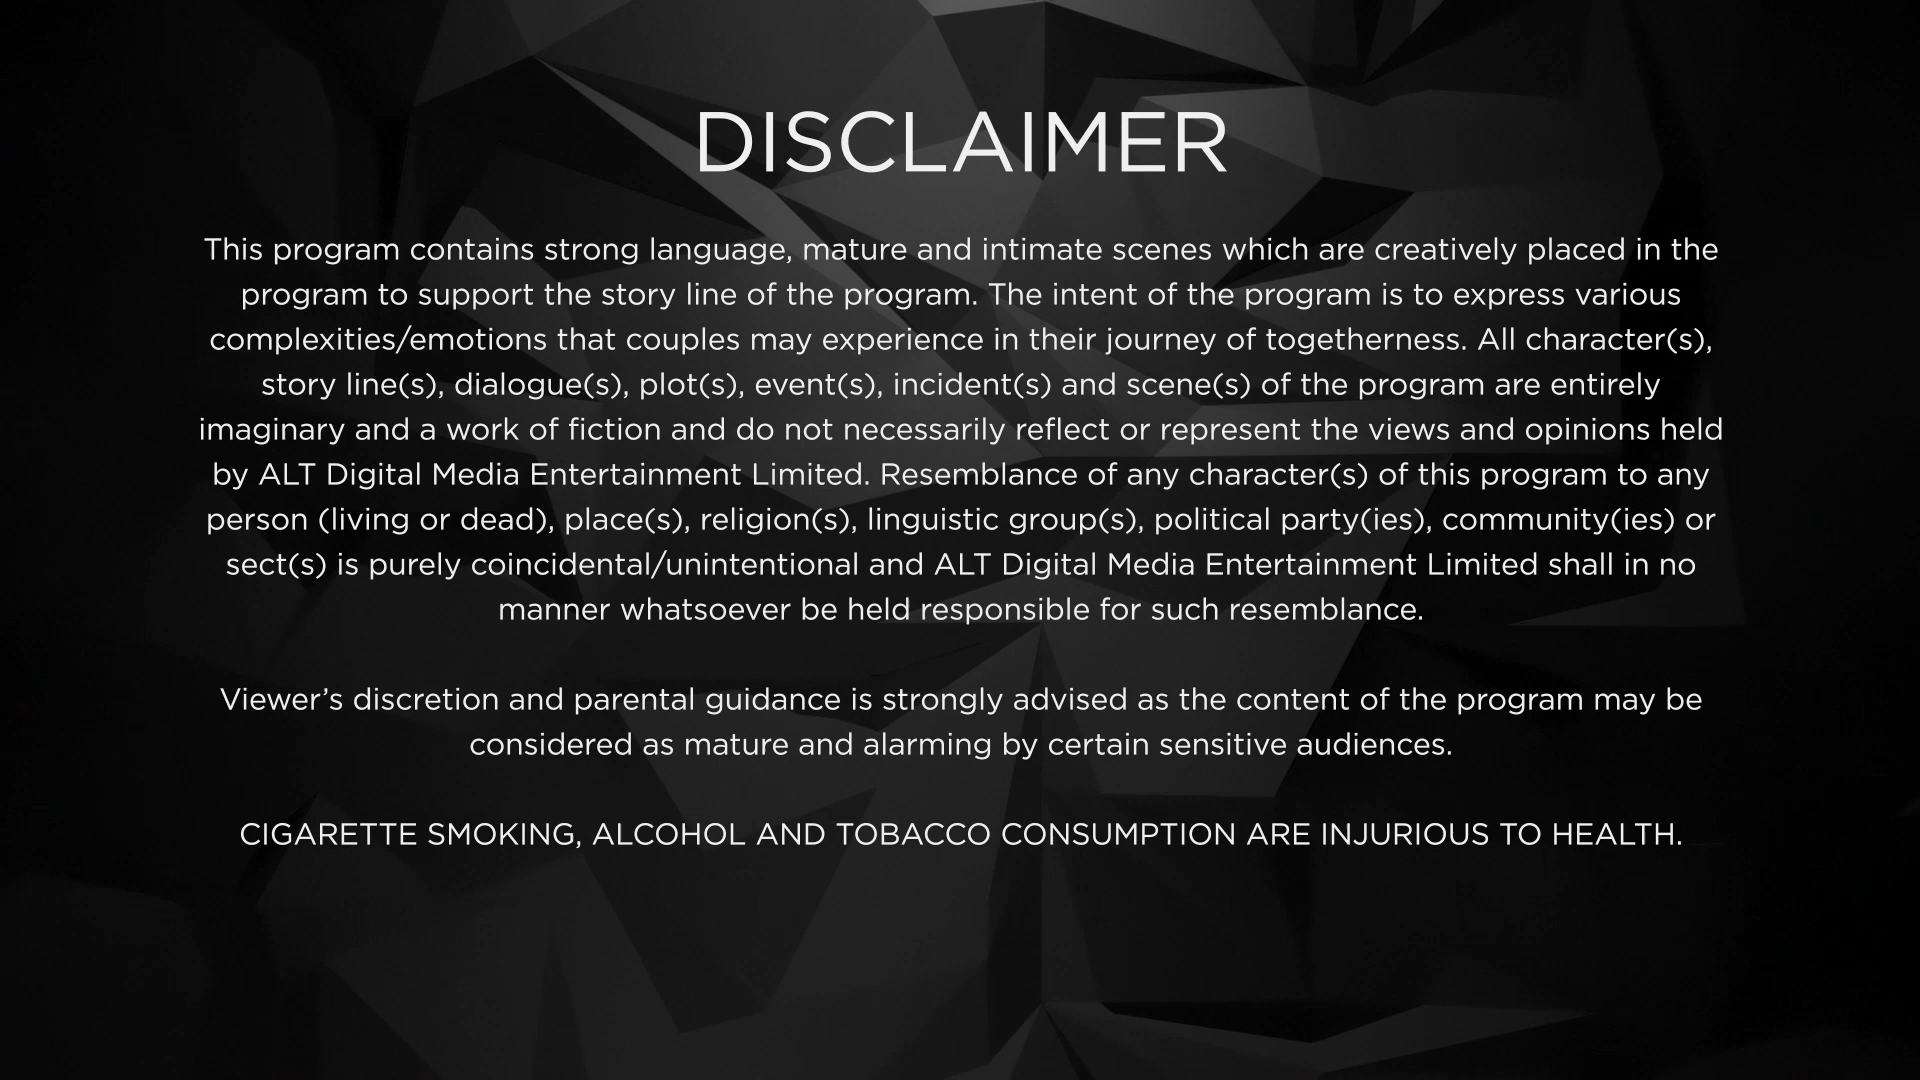 DISCLAIMER
This program contains strong language, mature and intimate scenes which are creatively placed in the
program to support the story line of the program. The intent of the program is to express various
complexities/emotions that couples may experience in their journey of togetherness. All character(s),
story line(s), dialogue(s), plot(s), event(s), incident(s) and scene(s) of the program are entirely
imaginary and a work of fiction and do not necessarily reflect or represent the views and opinions held
by ALT Digital Media Entertainment Limited. Resemblance of any character(s) of this program to any
person (living or dead), place(s), religion(s), linguistic group(s), political party(ies), community(ies) or
sect(s) is purely coincidental/unintentional and ALT Digital Media Entertainment Limited shall in no
manner whatsoever be held responsible for such resemblance.
Viewer’s discretion and parental guidance is strongly advised as the content of the program may be
considered as mature and alarming by certain sensitive audiences.
CIGARETTE SMOKING, ALCOHOL AND TOBACCO CONSUMPTION ARE INJURIOUS TO HEALTH.